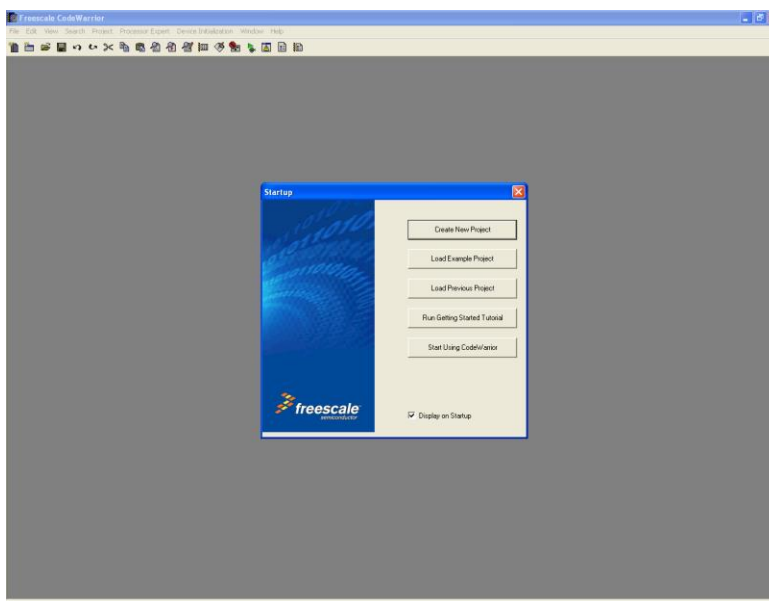 Freescale CodeWarrior
File Edit View Search Project Processor Expert Device Initialization Window Help
Startup
Create New Project
Load Example Project
Load Previous Project
Run Getting Started Tutorial
Start Using CodeWarrior
freescale
semiconductor
Display on Startup